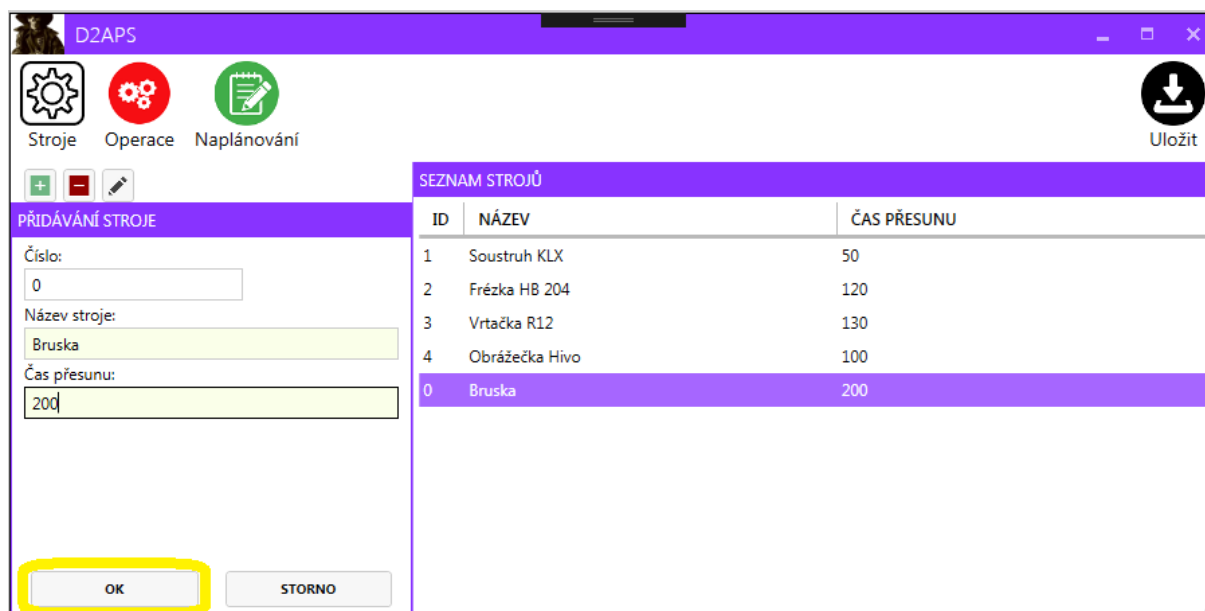 D2APS
Stroje Operace Naplánování Uložit
PŘIDÁVÁNÍ STROJE
Číslo:
0
Název stroje:
Bruska
Čas přesunu:
200
OK STORNO
SEZNAM STROJŮ
ID NÁZEV ČAS PŘESUNU
1 Soustruh KLX 50
2 Frézka HB 204 120
3 Vrtačka R12 130
4 Obrážečka Hivo 100
0 Bruska 200